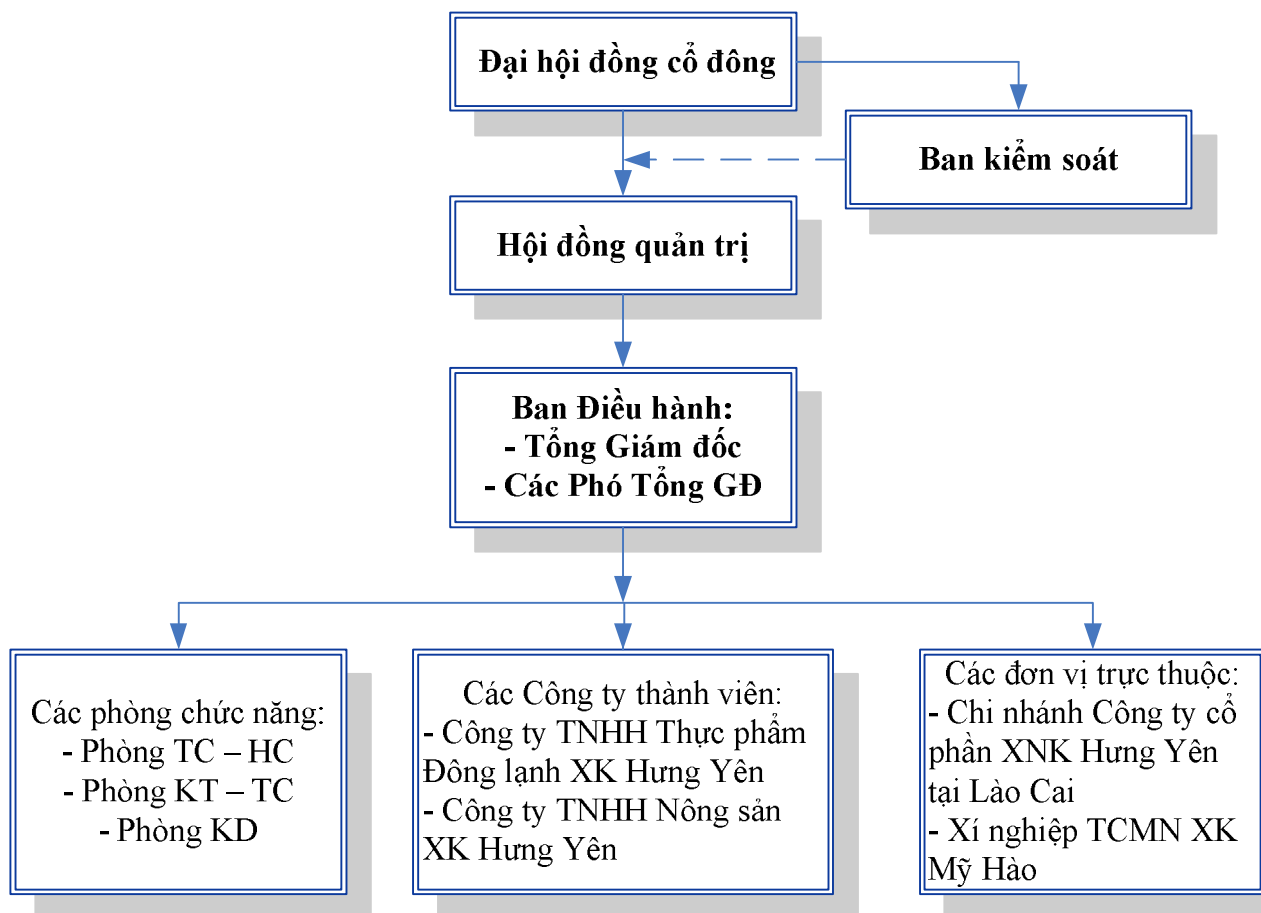 Đại hội đồng cổ đông
Ban kiểm soát
Hội đồng quản trị
Ban Điều hành:
- Tổng Giám đốc
- Các Phó Tổng GĐ
Các phòng chức năng:
- Phòng TC – HC
- Phòng KT – TC
- Phòng KD
Các Công ty thành viên:
- Công ty TNHH Thực phẩm
Đông lạnh XK Hưng Yên
- Công ty TNHH Nông sản
XK Hưng Yên
Các đơn vị trực thuộc:
- Chi nhánh Công ty cổ
phần XNK Hưng Yên
tại Lào Cai
- Xí nghiệp TCMN XK
Mỹ Hào